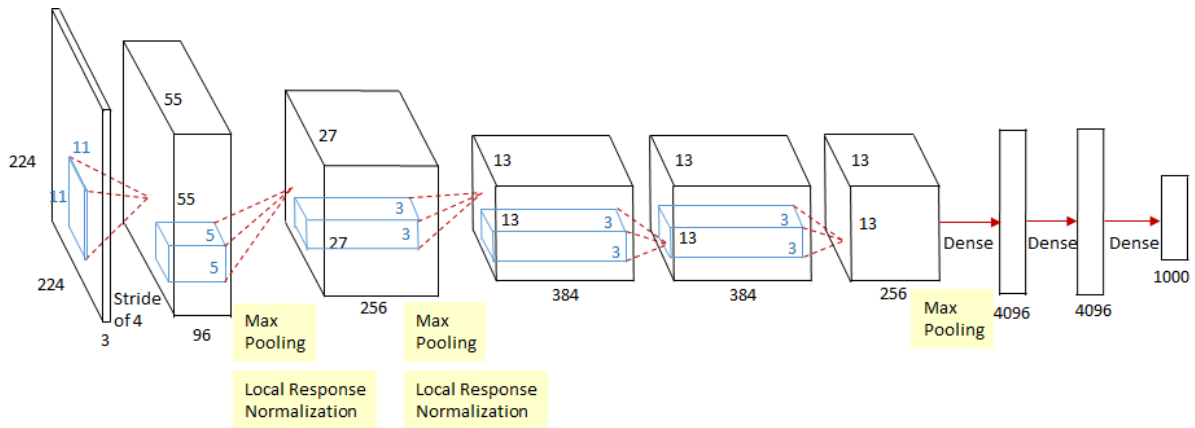 224
224
3
11
11
Stride
of 4
55
55
5
5
96
Max
Pooling
Local Response
Normalization
27
27
3
3
256
Max
Pooling
Local Response
Normalization
13
13
3
3
384
13
13
3
3
384
13
13
256
Max
Pooling
Dense
4096
Dense
4096
Dense
1000